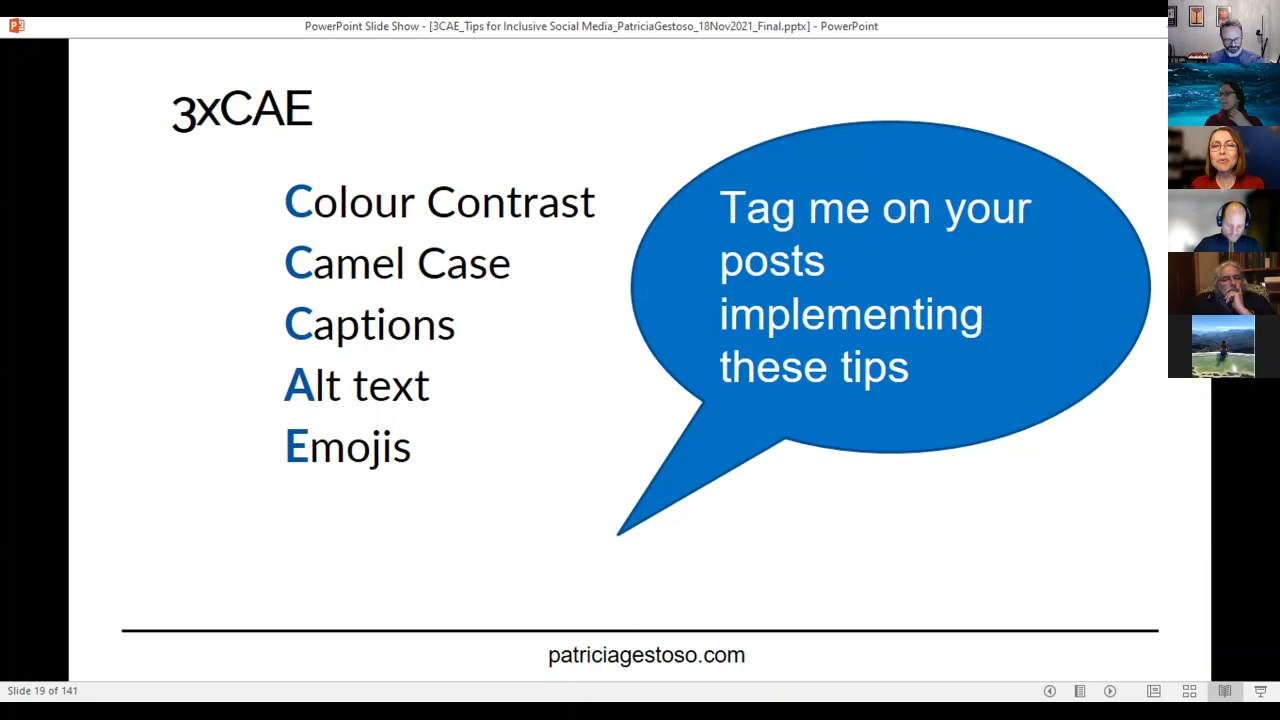 PowerPoint Slide Show - [3CAE_Tips for Inclusive Social Media_PatriciaGestoso_18Nov2021_Final.pptx] - PowerPoint
3xCAE
Colour Contrast
Camel Case
Captions
Alt text
Emojis
Tag me on your
posts
implementing
these tips
patriciagestoso.com
Slide 19 of 141